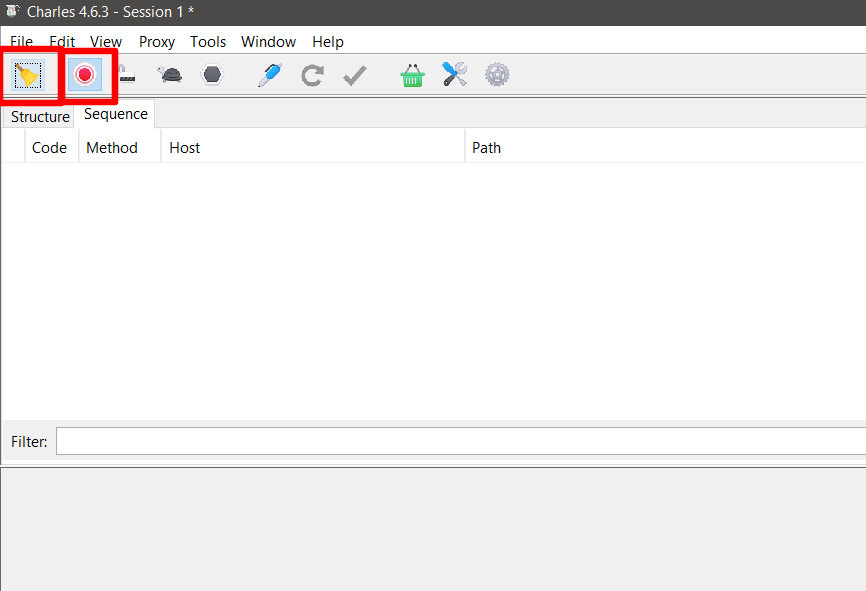 Charles 4.6.3 - Session 1 *
File Edit View Proxy Tools Window Help
Structure Sequence
Code Method Host Path
Filter: